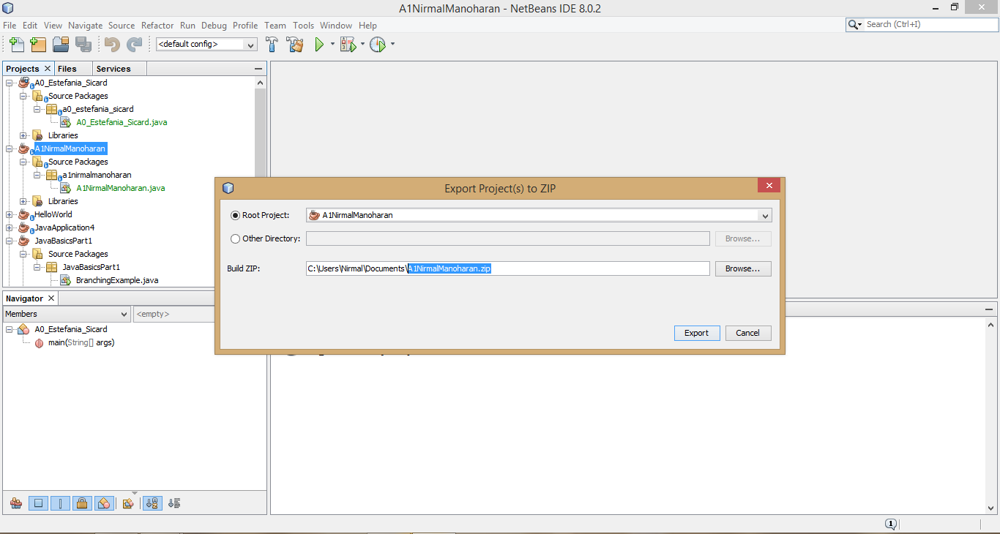 A1NirmalManoharan - NetBeans IDE 8.0.2
File Edit View Navigate Source Refactor Run Debug Profile Team Tools Window Help
Search (Ctrl+I)
<default config>
Projects Files Services
A0_Estefania_Sicard
Source Packages
a0_estefania_sicard
A0_Estefania_Sicard.java
Libraries
A1NirmalManoharan
Source Packages
a1nirmalmanoharan
A1NirmalManoharan.java
Libraries
HelloWorld
JavaApplication4
JavaBasicsPart1
Source Packages
JavaBasicsPart1
BranchingExample.java
Export Project(s) to ZIP
Root Project: A1NirmalManoharan
Other Directory: Browse...
Build ZIP: C:\Users\Nirmal\Documents\A1NirmalManoharan.zip Browse...
Export Cancel
Navigator
Members <empty>
A0_Estefania_Sicard
main(String[] args)
1